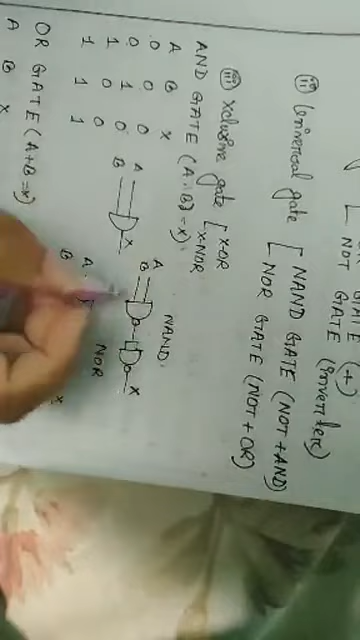 GATE (+)
NOT GATE (inverter)
ii) Universal gate [ NAND GATE (NOT + AND)
NOR GATE (NOT + OR)
iii) xclusive gate [ X-OR
X-NOR
AND GATE (A.B = x):
A B X
0 0 0
0 1 0
1 0 0
1 1 1
A
B
X
NAND.
A
B
X
NOR
A
B
X
OR GATE (A+B=x)
A B X